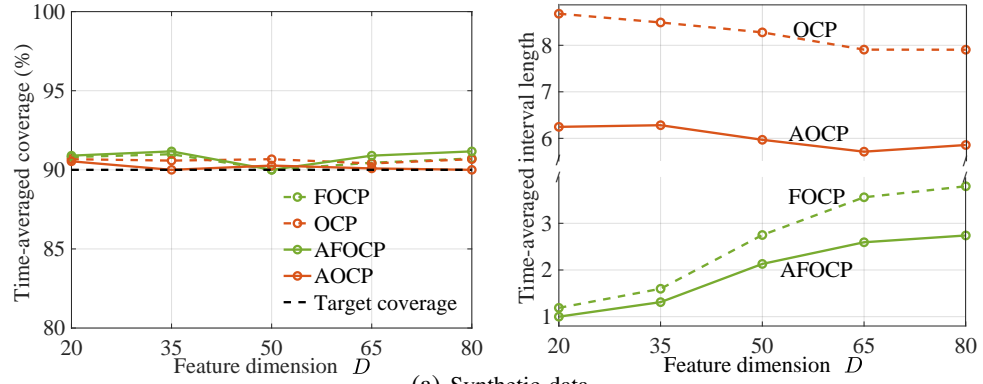 Time-averaged coverage (%)
100
95
90
85
80
FOCP
OCP
AFOCP
AOCP
Target coverage
20 35 50 65 80
Feature dimension D
Time-averaged interval length
8
6
3
2
1
OCP
AOCP
FOCP
AFOCP
20 35 50 65 80
Feature dimension D
(a) Synthetic data